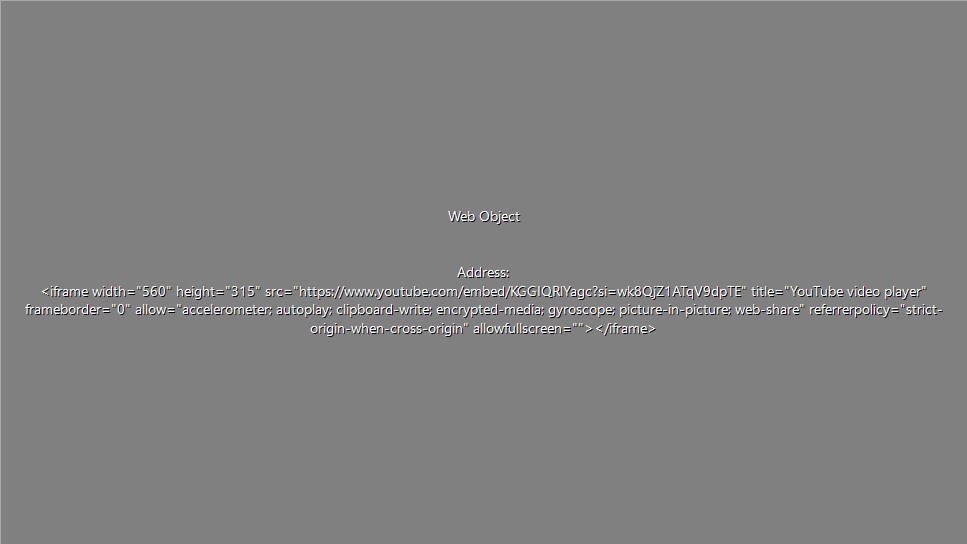 Web Object
Address:
<iframe width="560" height="315" src="https://www.youtube.com/embed/KGGIQRlYagc?si=wk8QjZ1ATqV9dpTE" title="YouTube video player"
frameborder="0" allow="accelerometer; autoplay; clipboard-write; encrypted-media; gyroscope; picture-in-picture; web-share" referrerpolicy="strict-
origin-when-cross-origin" allowfullscreen=""></iframe>